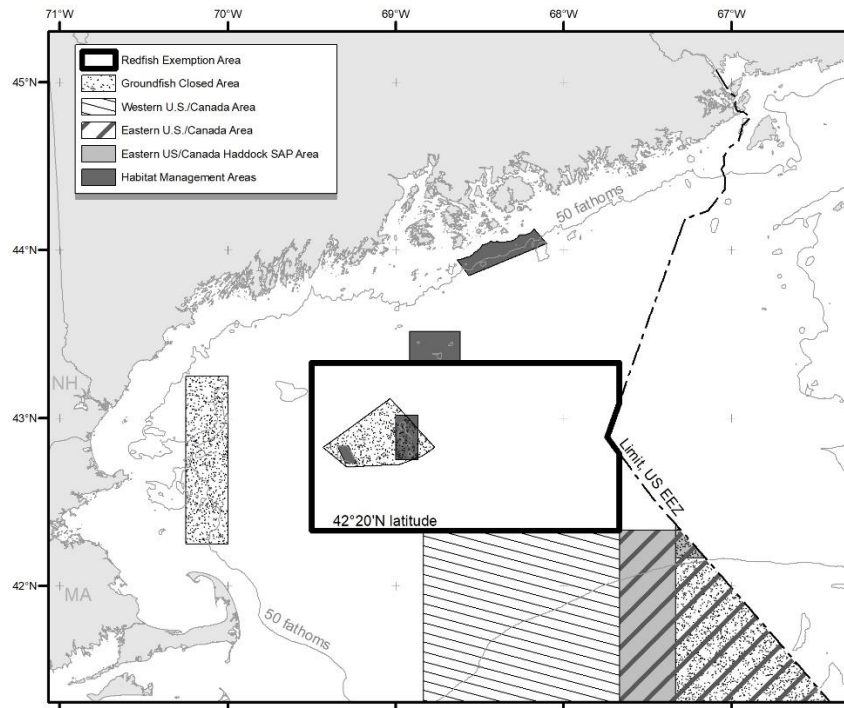 71°W 70°W 69°W 68°W 67°W
Redfish Exemption Area
Groundfish Closed Area
Western U.S./Canada Area
Eastern U.S./Canada Area
Eastern US/Canada Haddock SAP Area
Habitat Management Areas
45°N
50 fathoms
44°N
NH
43°N
Limit, US EEZ
42°20'N latitude
42°N
MA
50 fathoms